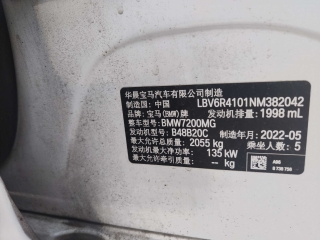 华晨宝马汽车有限公司制造
制造国: 中国 LBV6R4101NM382042
品牌: 宝马(BMW)牌 发动机排量: 1998 mL
整车型号: BMW7200MG
发动机型号: B48B20C 制造年月: 2022-05
最大允许总质量: 2055 kg 乘坐人数: 5
发动机最大净功率: 135 kW
最大允许牵引质量: -- kg